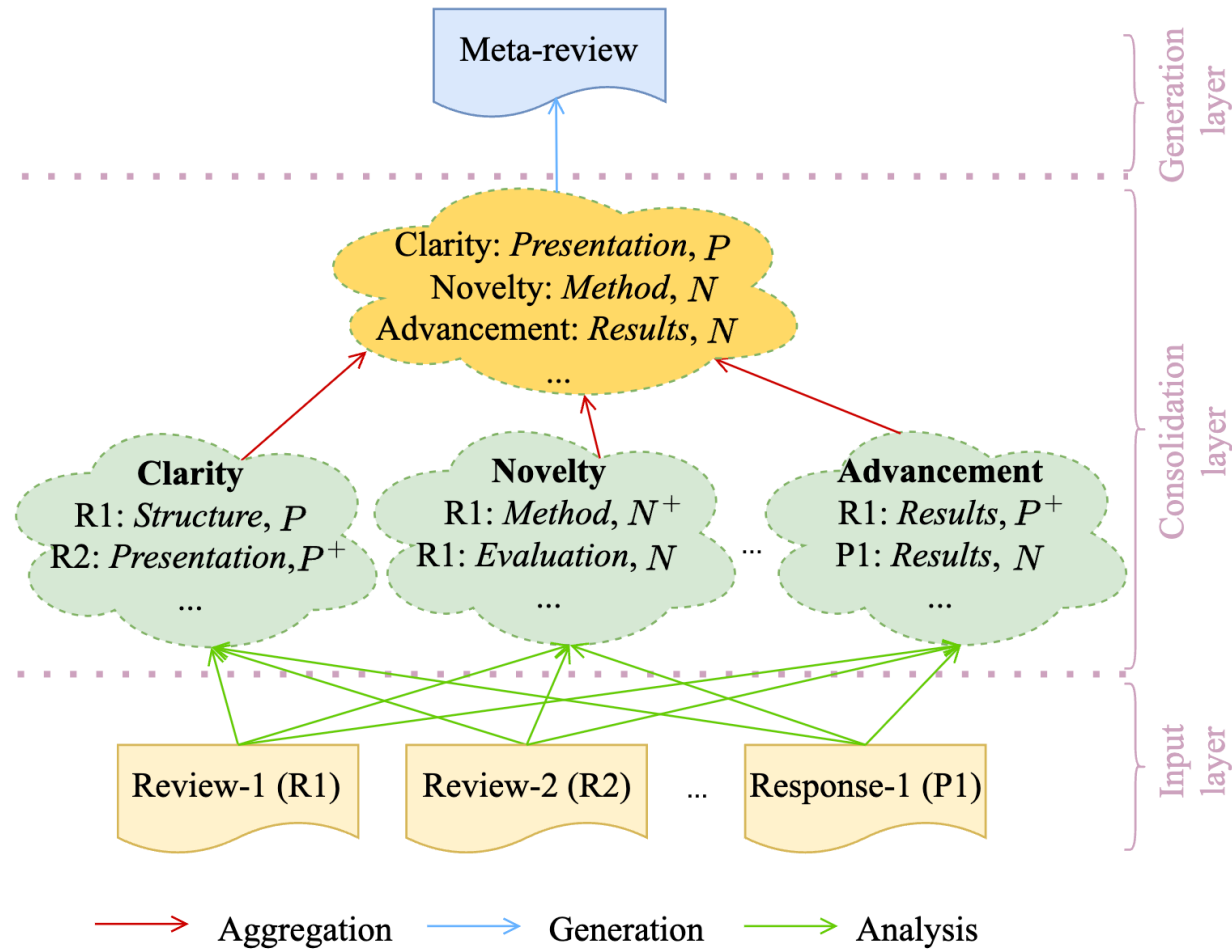 Meta-review
Generation
layer
Clarity: Presentation, P
Novelty: Method, N
Advancement: Results, N
...
Consolidation
layer
Clarity
R1: Structure, P
R2: Presentation,P⁺
...
Novelty
R1: Method, N⁺
R1: Evaluation, N
...
...
Advancement
R1: Results, P⁺
P1: Results, N
...
Input
layer
Review-1 (R1)
Review-2 (R2)
...
Response-1 (P1)
Aggregation
Generation
Analysis